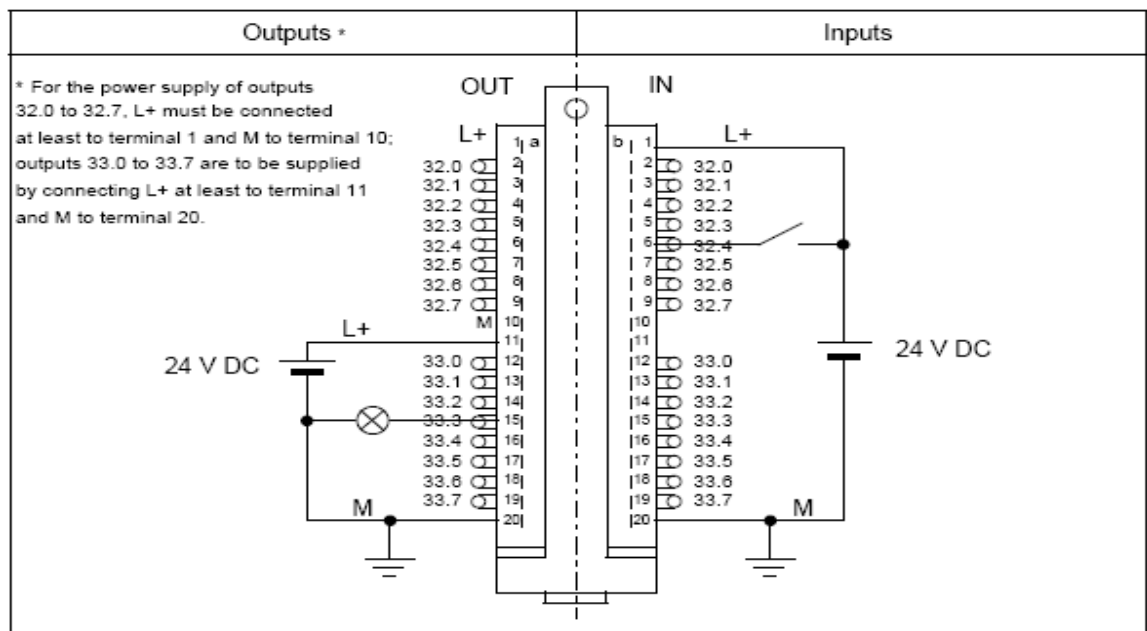 Outputs *
Inputs
* For the power supply of outputs
32.0 to 32.7, L+ must be connected
at least to terminal 1 and M to terminal 10;
outputs 33.0 to 33.7 are to be supplied
by connecting L+ at least to terminal 11
and M to terminal 20.
OUT
IN
L+
1 a
b 1
L+
32.0 2
2 32.0
32.1 3
3 32.1
32.2 4
4 32.2
32.3 5
5 32.3
32.4 6
6 32.4
32.5 7
7 32.5
32.6 8
8 32.6
32.7 9
9 32.7
M 10
10
L+
11
11
24 V DC
24 V DC
33.0 12
12 33.0
33.1 13
13 33.1
33.2 14
14 33.2
33.3 15
15 33.3
33.4 16
16 33.4
33.5 17
17 33.5
33.6 18
18 33.6
33.7 19
19 33.7
M
20
20
M